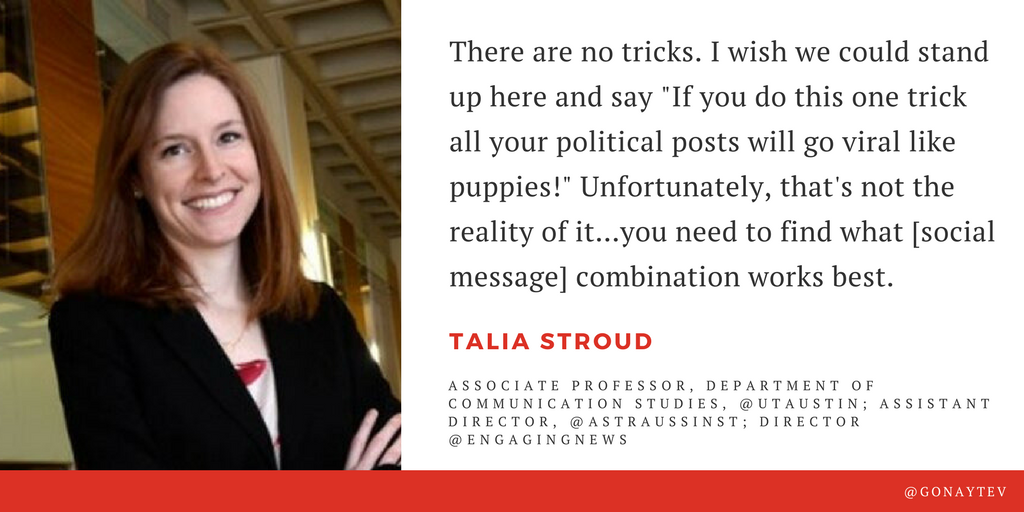 There are no tricks. I wish we could stand
up here and say "If you do this one trick
all your political posts will go viral like
puppies!" Unfortunately, that's not the
reality of it...you need to find what [social
message] combination works best.
TALIA STROUD
ASSOCIATE PROFESSOR, DEPARTMENT OF
COMMUNICATION STUDIES, @UTAUSTIN; ASSISTANT
DIRECTOR, @ASTRAUSSINST; DIRECTOR
@ENGAGINGNEWS
@GONAYTEV